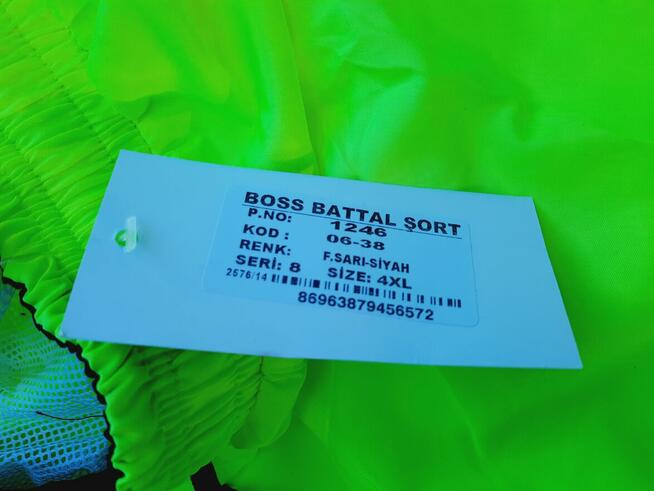 BOSS BATTAL ŞORT
P.NO: 1246
KOD : 06-38
RENK: F.SARI-SİYAH
SERİ: 8 SİZE: 4XL
2576/14
86963879456572